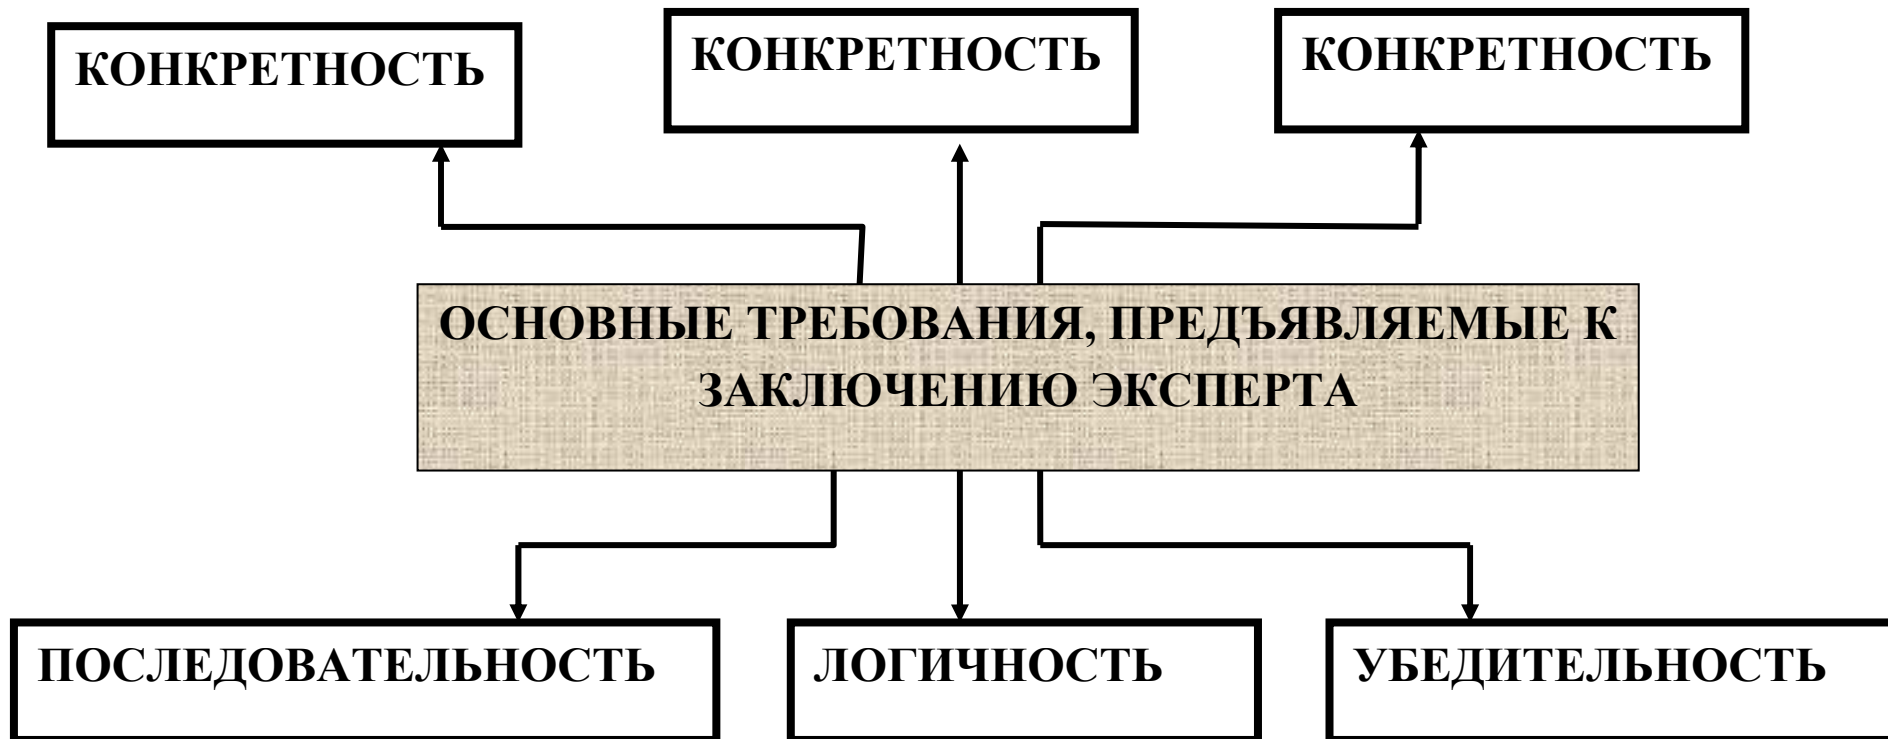 КОНКРЕТНОСТЬ
КОНКРЕТНОСТЬ
КОНКРЕТНОСТЬ
ОСНОВНЫЕ ТРЕБОВАНИЯ, ПРЕДЪЯВЛЯЕМЫЕ К
ЗАКЛЮЧЕНИЮ ЭКСПЕРТА
ПОСЛЕДОВАТЕЛЬНОСТЬ
ЛОГИЧНОСТЬ
УБЕДИТЕЛЬНОСТЬ